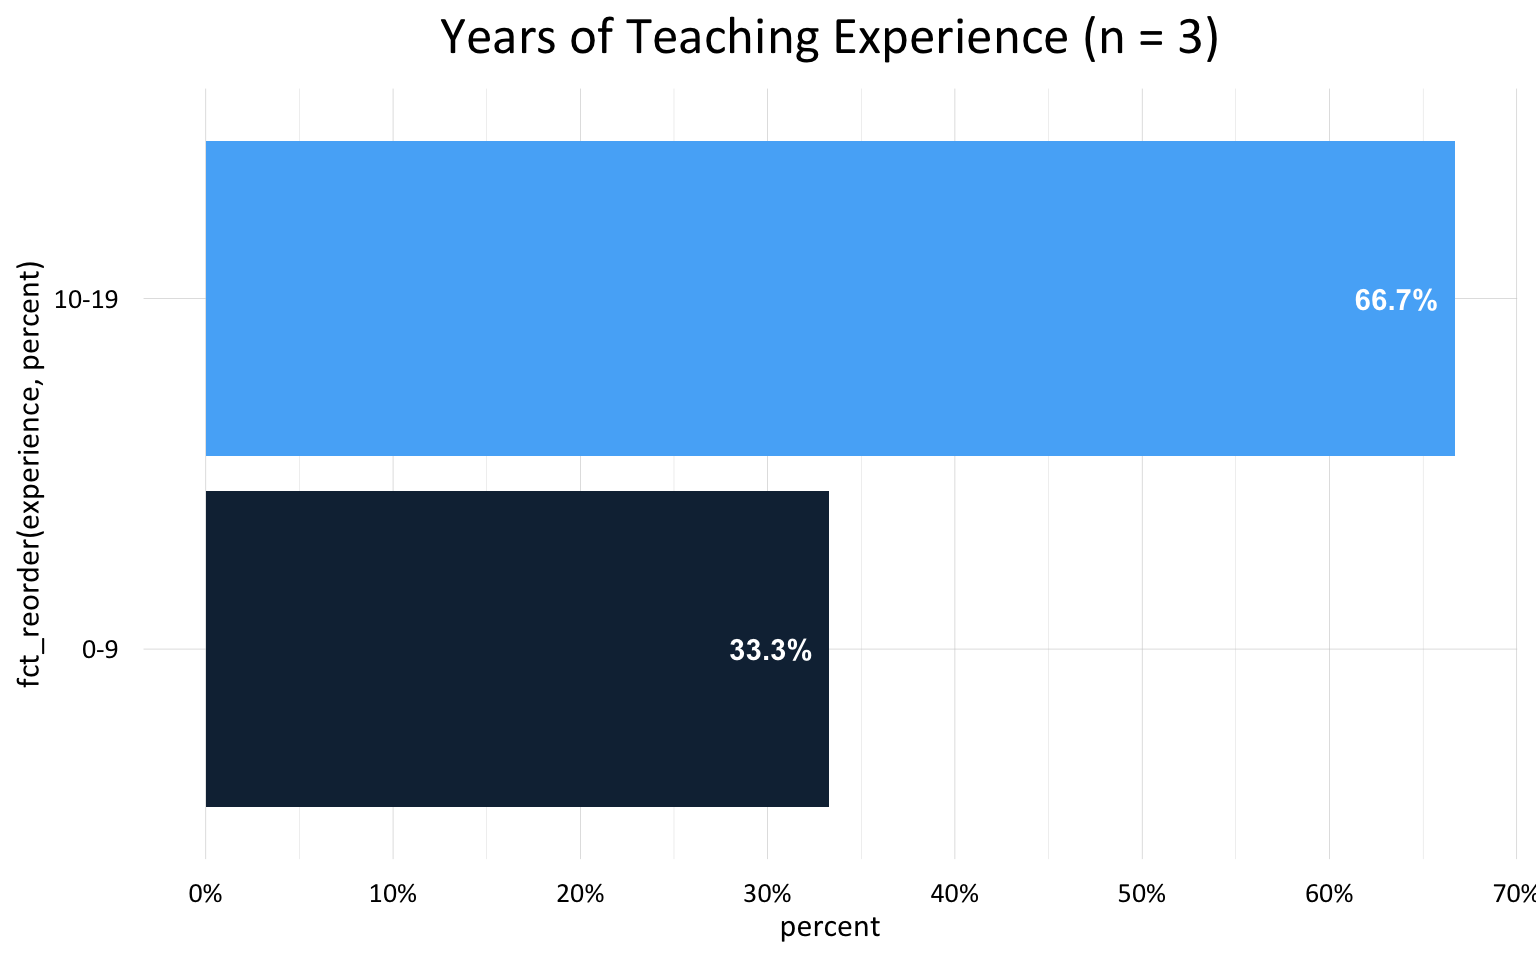 Years of Teaching Experience (n = 3)
fct_reorder(experience, percent)
10-19
66.7%
0-9
33.3%
0% 10% 20% 30% 40% 50% 60% 70%
percent